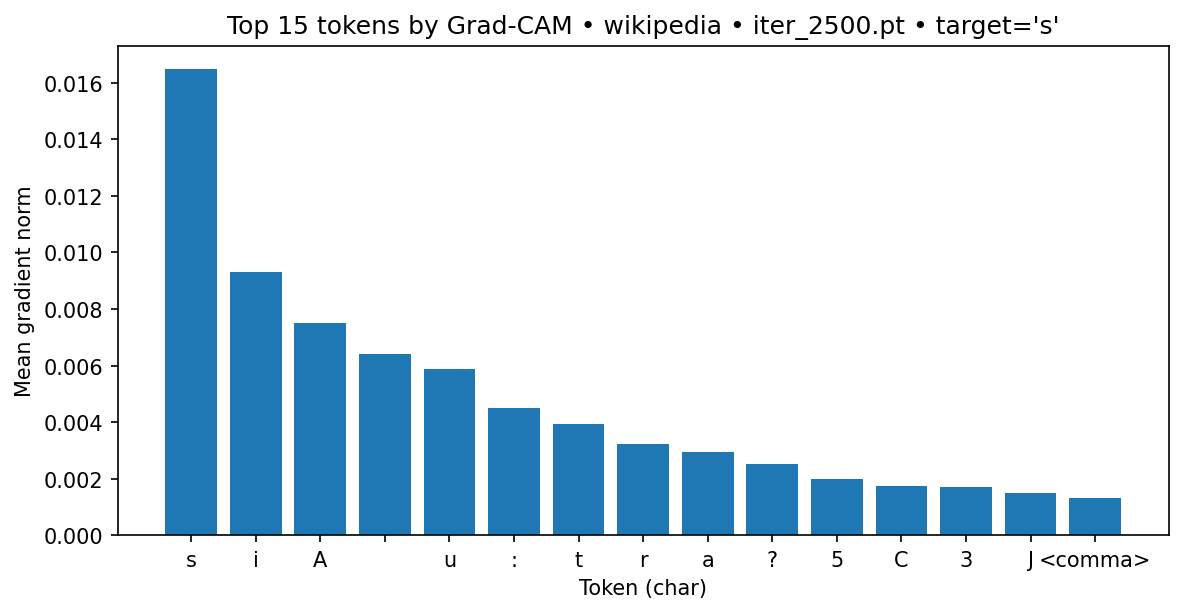 Top 15 tokens by Grad-CAM • wikipedia • iter_2500.pt • target='s'
Mean gradient norm
0.016
0.014
0.012
0.010
0.008
0.006
0.004
0.002
0.000
s i A u : t r a ? 5 C 3 J <comma>
Token (char)